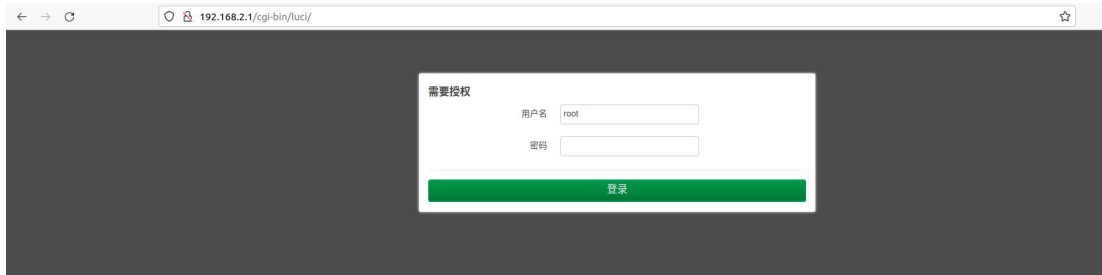 192.168.2.1/cgi-bin/luci/
需要授权
用户名 root
密码
登录